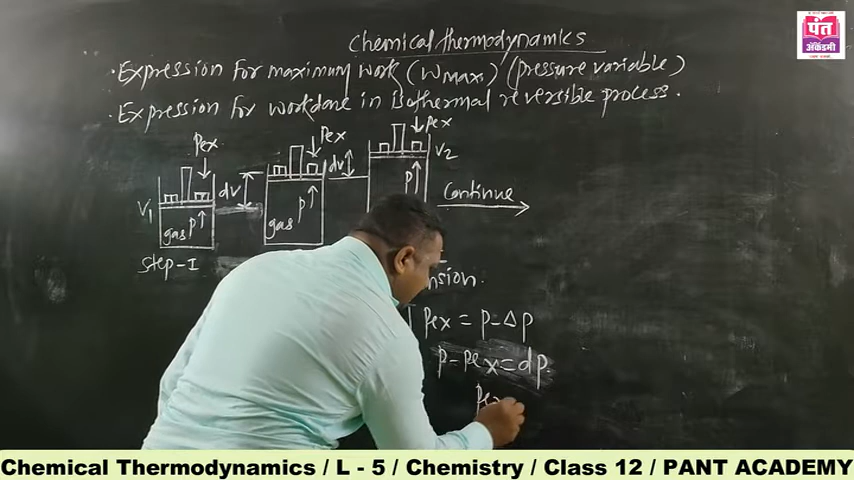 पंत
अकॅडमी
Chemical thermodynamics
· Expression for maximum work (Wmax.) (pressure variable)
· Expression for workdone in isothermal reversible process.
Pex
Pex
Pex
dv
dv
V2
V1
P
P
P
gas
gas
Continue
Step-I
nsion.
Pex = P-Δp
P-Pex=dp.
Pex
Chemical Thermodynamics / L - 5 / Chemistry / Class 12 / PANT ACADEMY